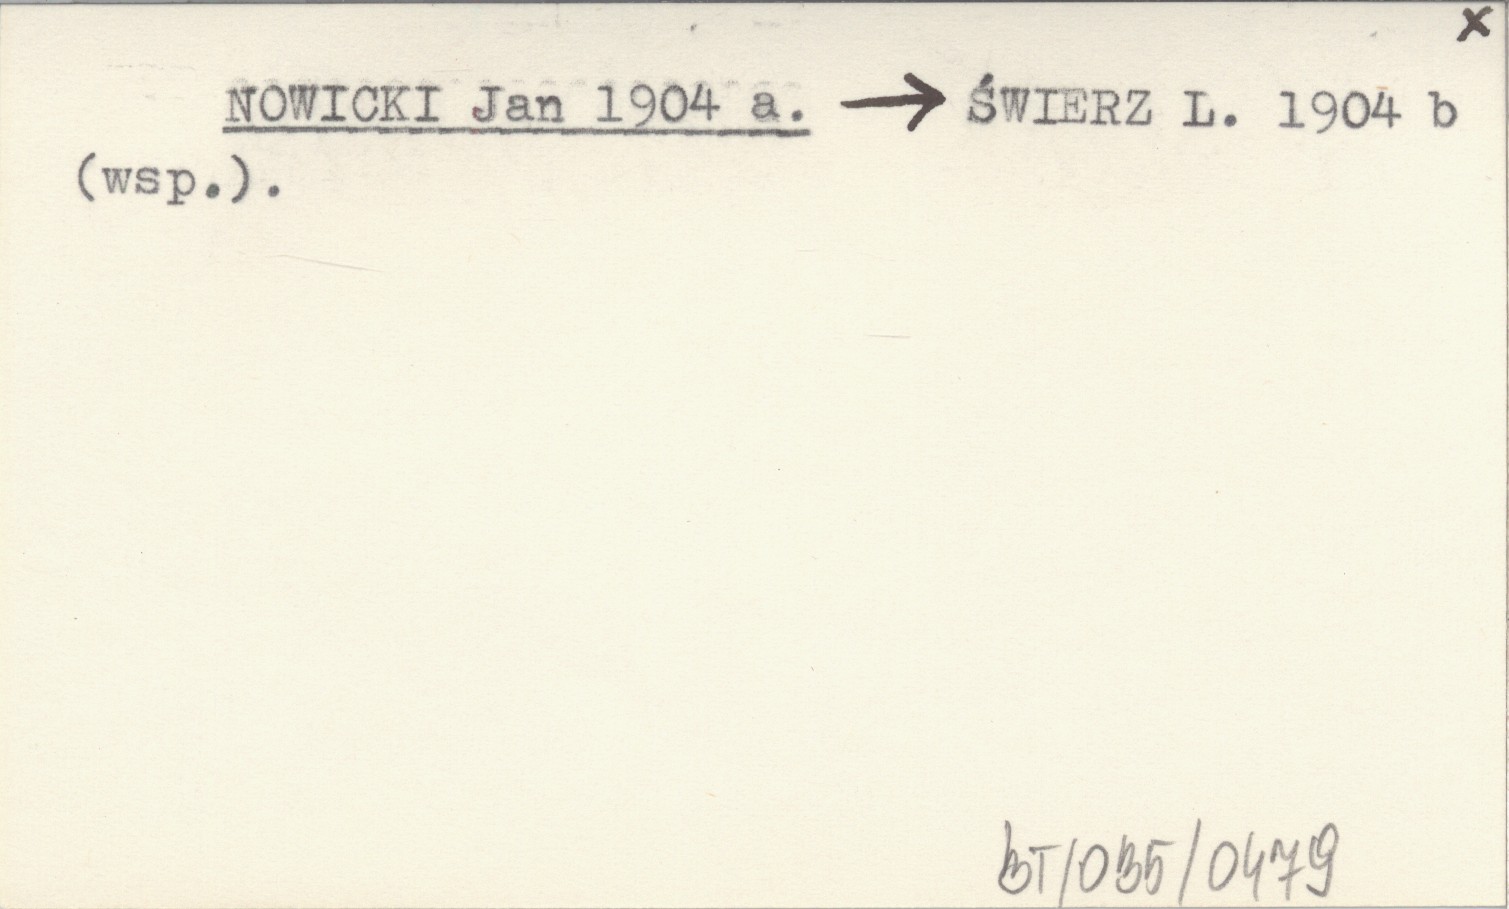 x
NOWICKI Jan 1904 a. → ŚWIERZ L. 1904 b
(wsp.).
BT/035/0479